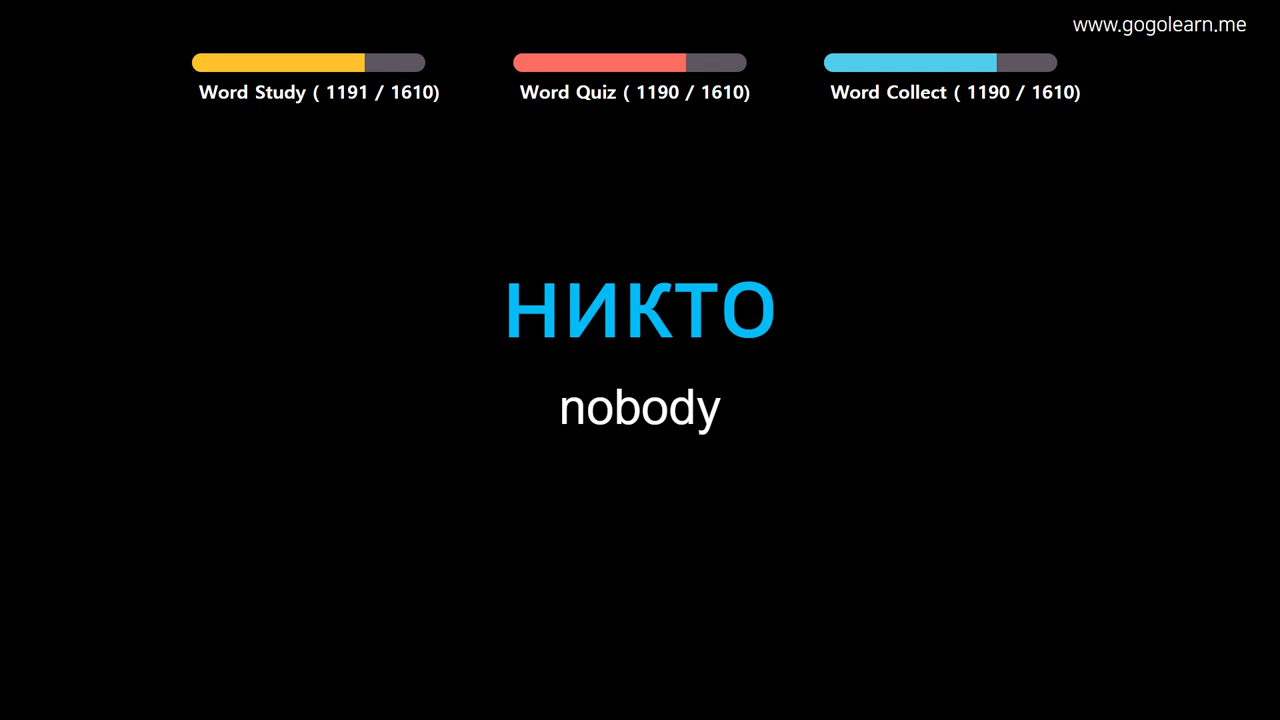 www.gogolearn.me
Word Study ( 1191 / 1610)
Word Quiz ( 1190 / 1610)
Word Collect ( 1190 / 1610)
никто
nobody